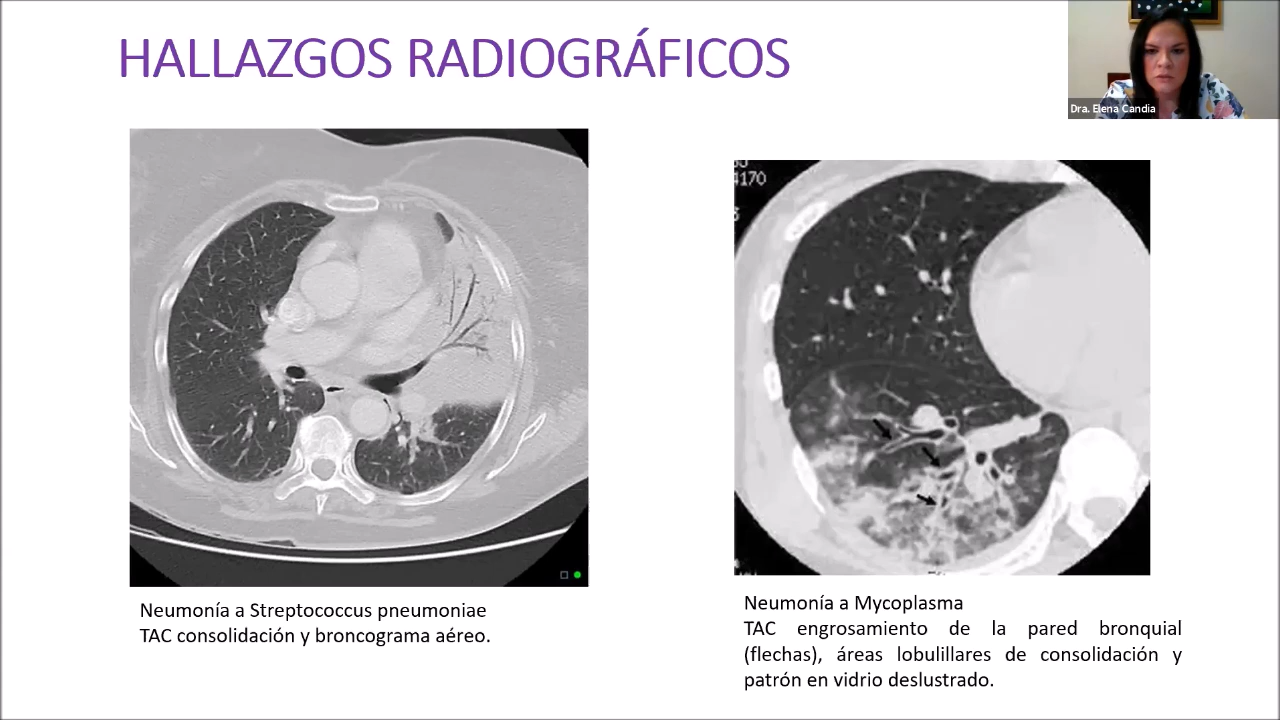 HALLAZGOS RADIOGRÁFICOS
Dra. Elena Candia
4170
Neumonía a Streptococcus pneumoniae
TAC consolidación y broncograma aéreo.
Neumonía a Mycoplasma
TAC engrosamiento de la pared bronquial
(flechas), áreas lobulillares de consolidación y
patrón en vidrio deslustrado.